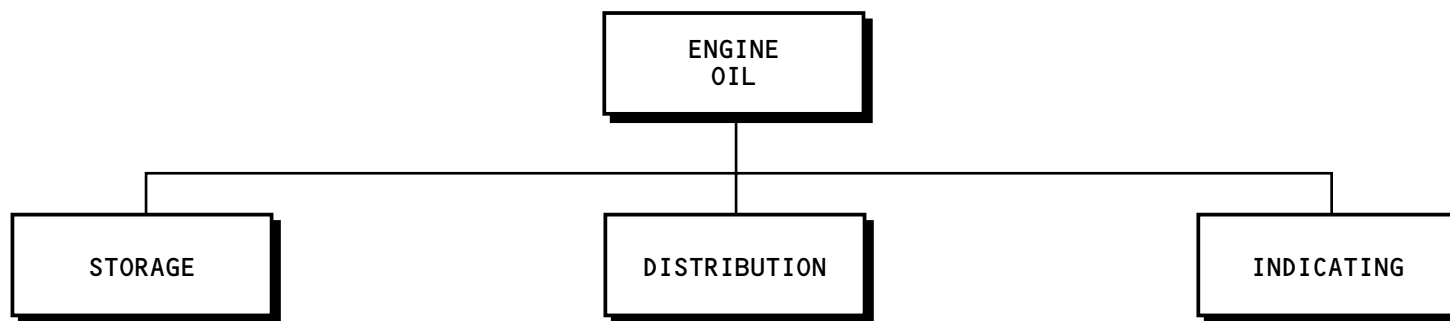 ENGINE
OIL
STORAGE
DISTRIBUTION
INDICATING